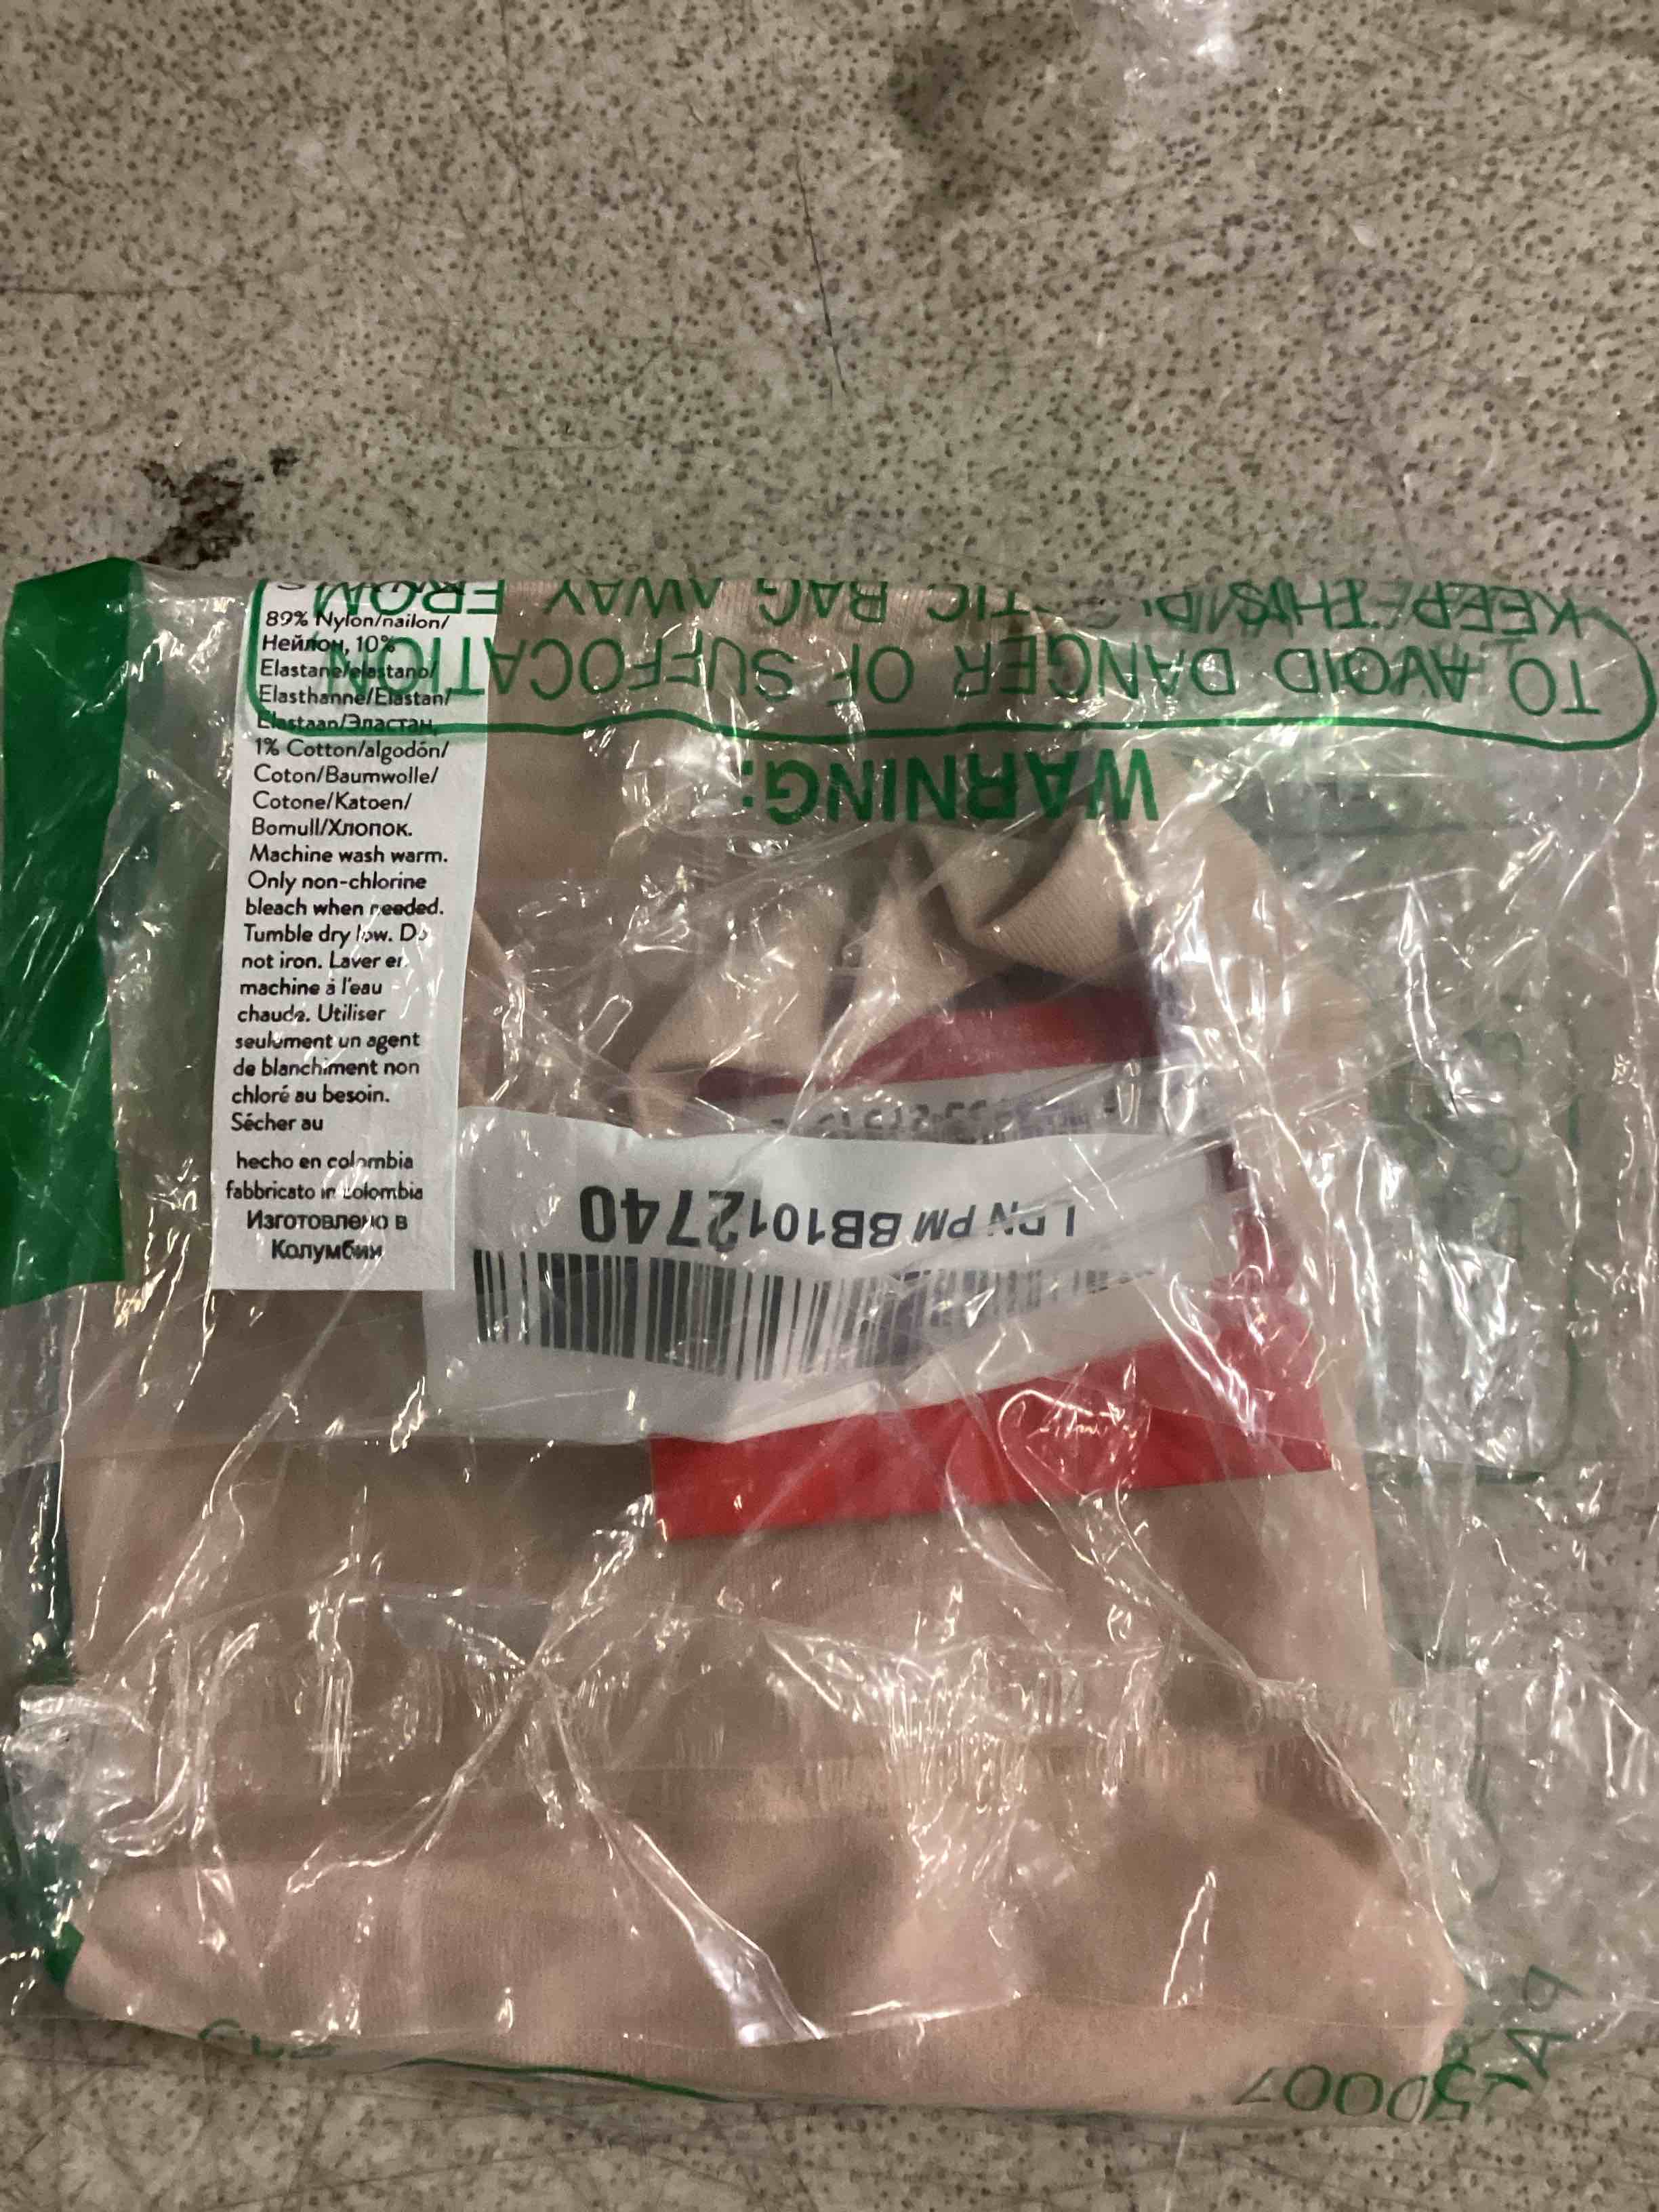 89% Nylon/nailon/
Нейлон, 10%
Elastane/elastano/
Elasthanne/Elastan/
Elastaan/Эластан,
1% Cotton/algodón/
Coton/Baumwolle/
Cotone/Katoen/
Bomull/Хлопок.
Machine wash warm.
Only non-chlorine
bleach when needed.
Tumble dry low. Do
not iron. Laver en
machine à l'eau
chaude. Utiliser
seulement un agent
de blanchiment non
chloré au besoin.
Sécher au
hecho en colombia
fabbricato in colombia
Изготовлено в
Колумбии
WARNING:
TO AVOID DANGER OF SUFFOCATI
KEEP THIS BAG AWAY FROM
LPN PM BB1012740